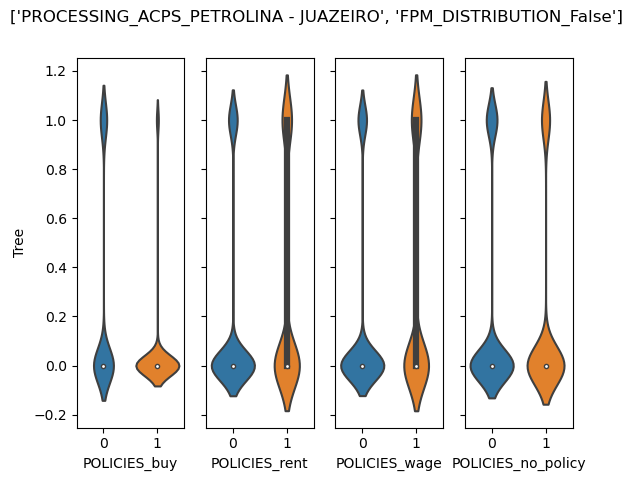 ['PROCESSING_ACPS_PETROLINA - JUAZEIRO', 'FPM_DISTRIBUTION_False']
1.2
1.0
0.8
0.6
0.4
0.2
0.0
−0.2
Tree
0 1 0 1 0 1 0 1
POLICIES_buy POLICIES_rent POLICIES_wage POLICIES_no_policy